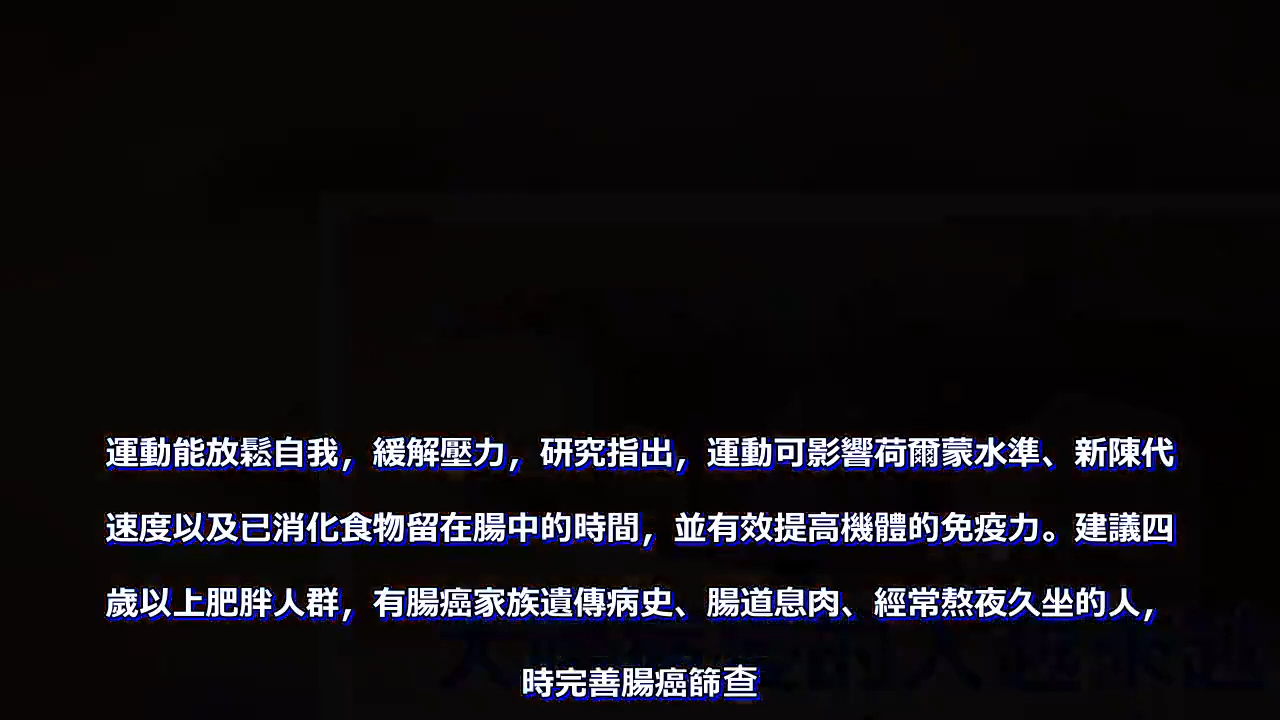 運動能放鬆自我，緩解壓力，研究指出，運動可影響荷爾蒙水準、新陳代
速度以及已消化食物留在腸中的時間，並有效提高機體的免疫力。建議四
歲以上肥胖人群，有腸癌家族遺傳病史、腸道息肉、經常熬夜久坐的人，
時完善腸癌篩查